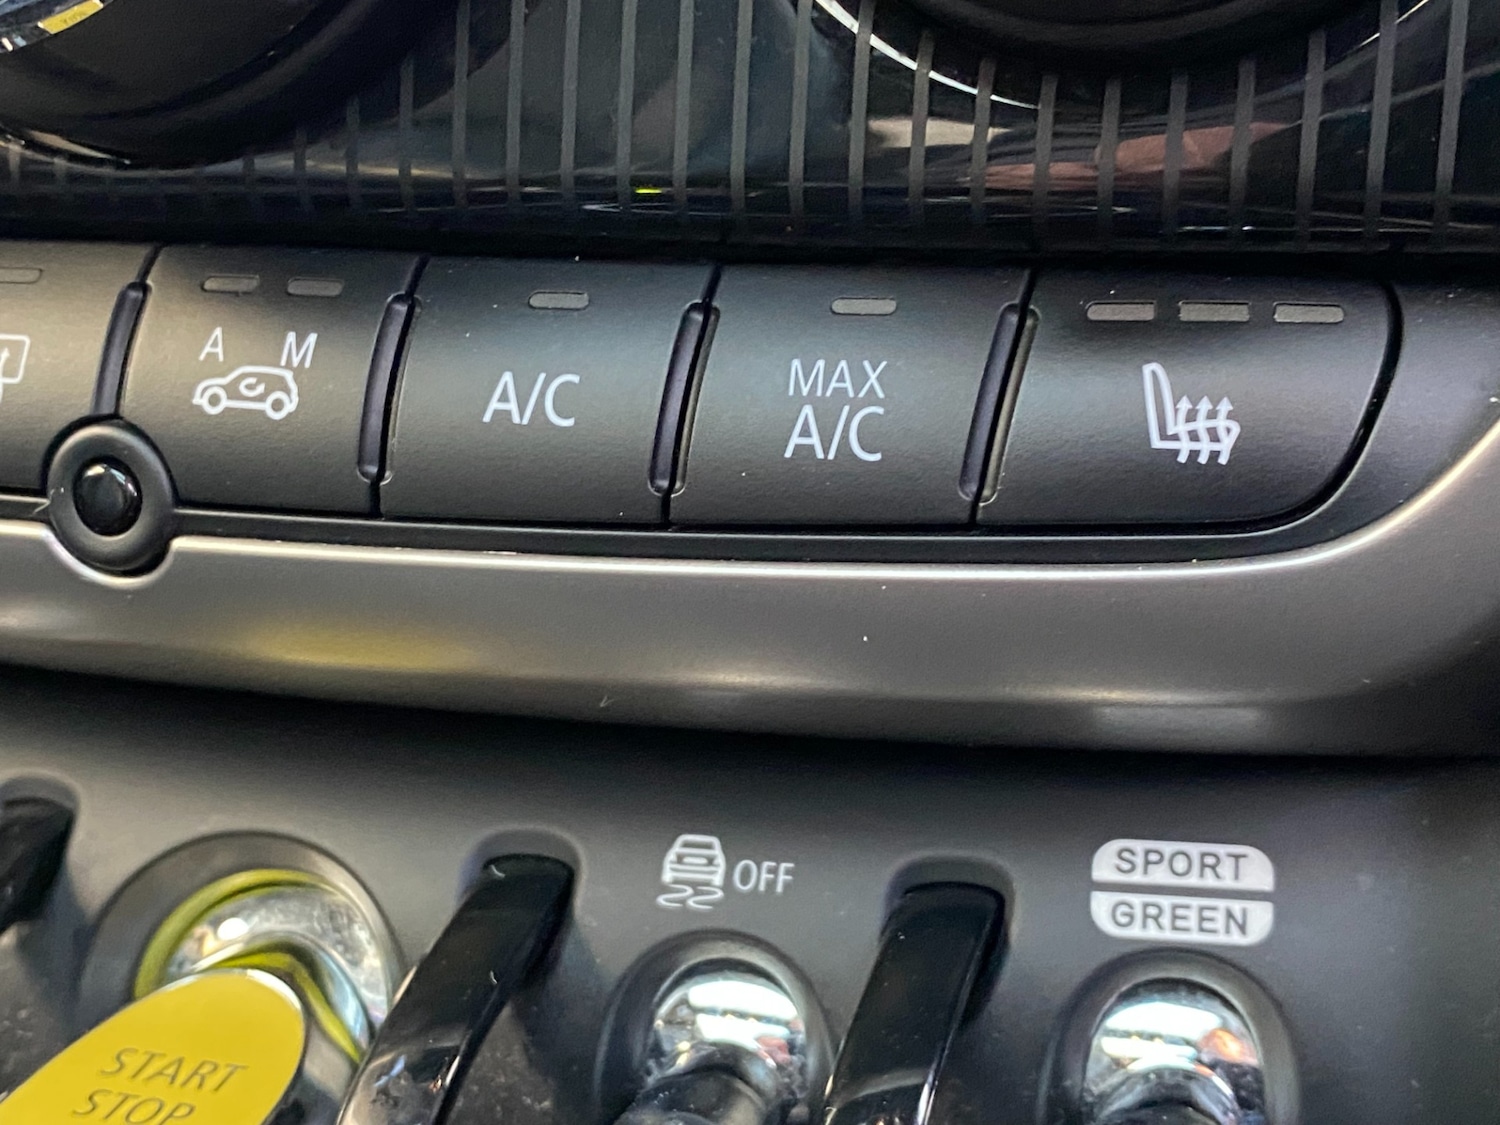 A M
A/C
MAX
A/C
OFF
SPORT
GREEN
START
STOP